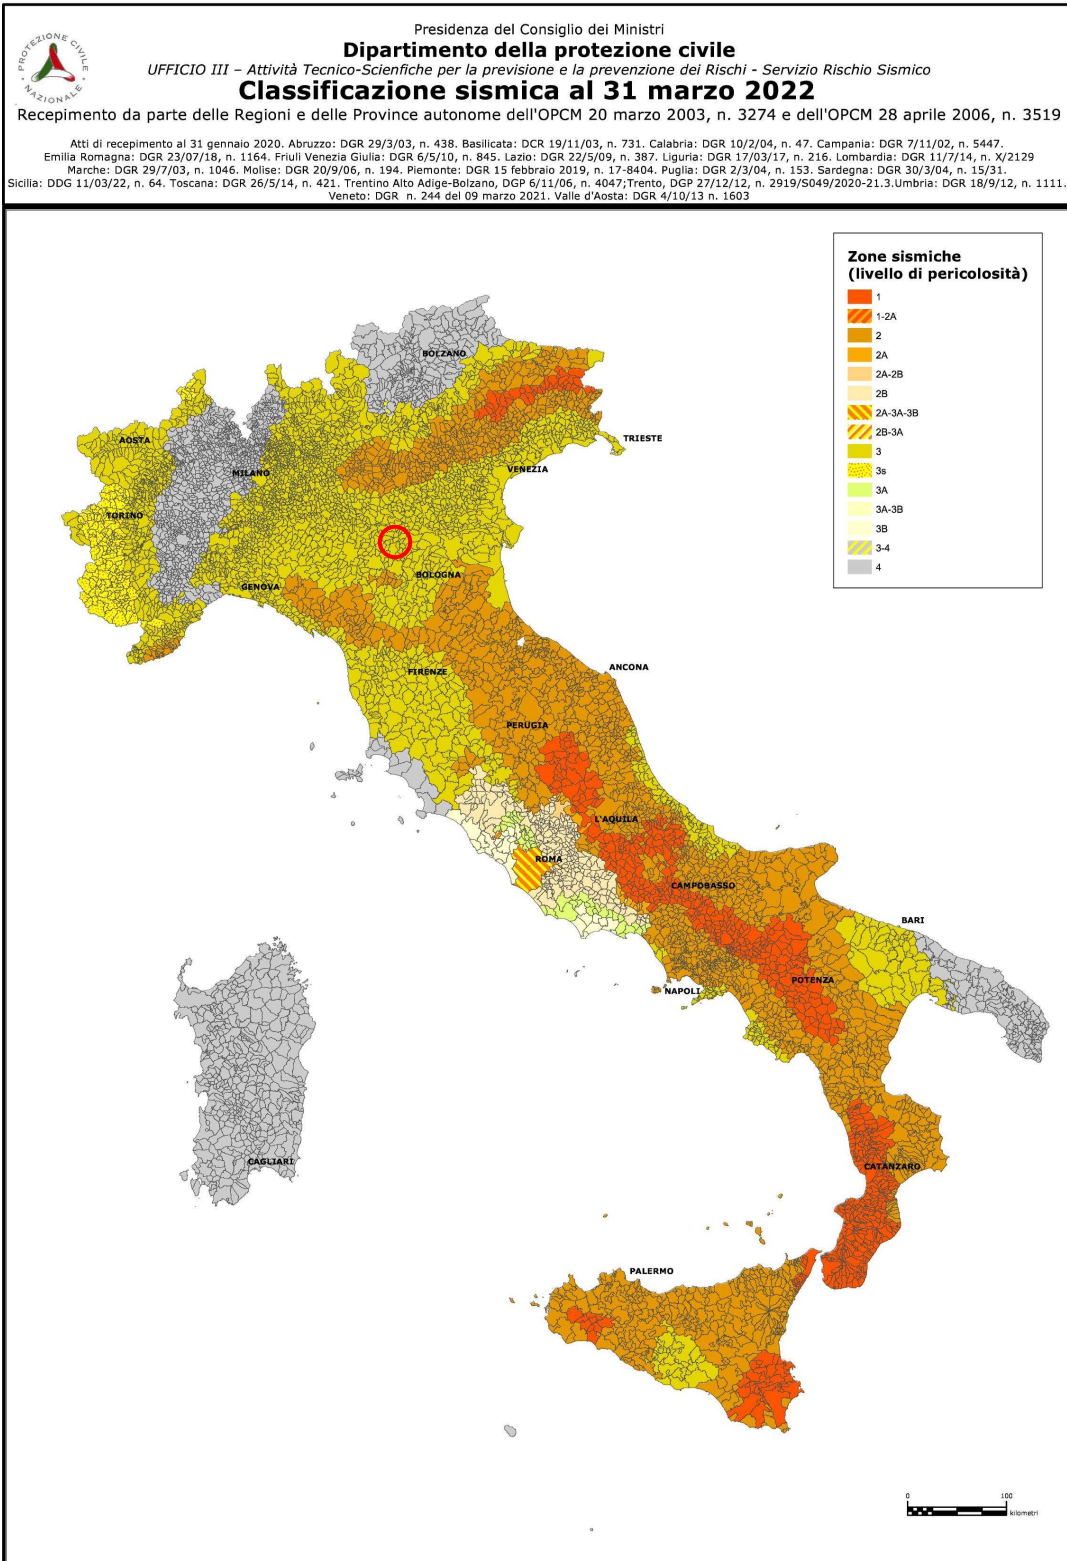 PROTEZIONE CIVILE
NAZIONALE
Presidenza del Consiglio dei Ministri
Dipartimento della protezione civile
UFFICIO III – Attività Tecnico-Scienfiche per la previsione e la prevenzione dei Rischi - Servizio Rischio Sismico
Classificazione sismica al 31 marzo 2022
Recepimento da parte delle Regioni e delle Province autonome dell'OPCM 20 marzo 2003, n. 3274 e dell'OPCM 28 aprile 2006, n. 3519
Atti di recepimento al 31 gennaio 2020. Abruzzo: DGR 29/3/03, n. 438. Basilicata: DCR 19/11/03, n. 731. Calabria: DGR 10/2/04, n. 47. Campania: DGR 7/11/02, n. 5447.
Emilia Romagna: DGR 23/07/18, n. 1164. Friuli Venezia Giulia: DGR 6/5/10, n. 845. Lazio: DGR 22/5/09, n. 387. Liguria: DGR 17/03/17, n. 216. Lombardia: DGR 11/7/14, n. X/2129
Marche: DGR 29/7/03, n. 1046. Molise: DGR 20/9/06, n. 194. Piemonte: DGR 15 febbraio 2019, n. 17-8404. Puglia: DGR 2/3/04, n. 153. Sardegna: DGR 30/3/04, n. 15/31.
Sicilia: DDG 11/03/22, n. 64. Toscana: DGR 26/5/14, n. 421. Trentino Alto Adige-Bolzano, DGP 6/11/06, n. 4047;Trento, DGP 27/12/12, n. 2919/S049/2020-21.3.Umbria: DGR 18/9/12, n. 1111.
Veneto: DGR n. 244 del 09 marzo 2021. Valle d'Aosta: DGR 4/10/13 n. 1603
Zone sismiche
(livello di pericolosità)
1
1-2A
2
2A
2A-2B
2B
2A-3A-3B
2B-3A
3
3s
3A
3A-3B
3B
3-4
4
BOLZANO
AOSTA
TRIESTE
VENEZIA
MILANO
TORINO
BOLOGNA
GENOVA
ANCONA
FIRENZE
PERUGIA
L'AQUILA
ROMA
CAMPOBASSO
BARI
POTENZA
NAPOLI
CAGLIARI
CATANZARO
PALERMO
0
100
kilometri